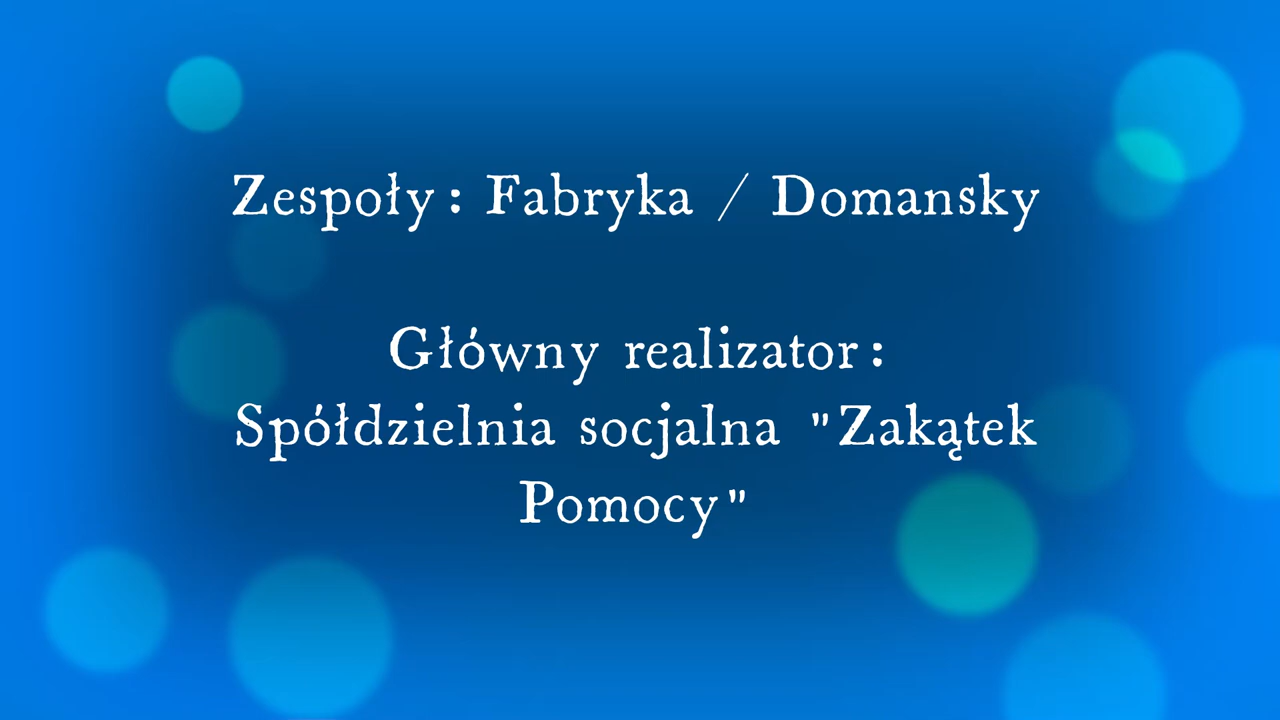 Zespoły: Fabryka / Domansky
Główny realizator:
Spółdzielnia socjalna "Zakątek
Pomocy"